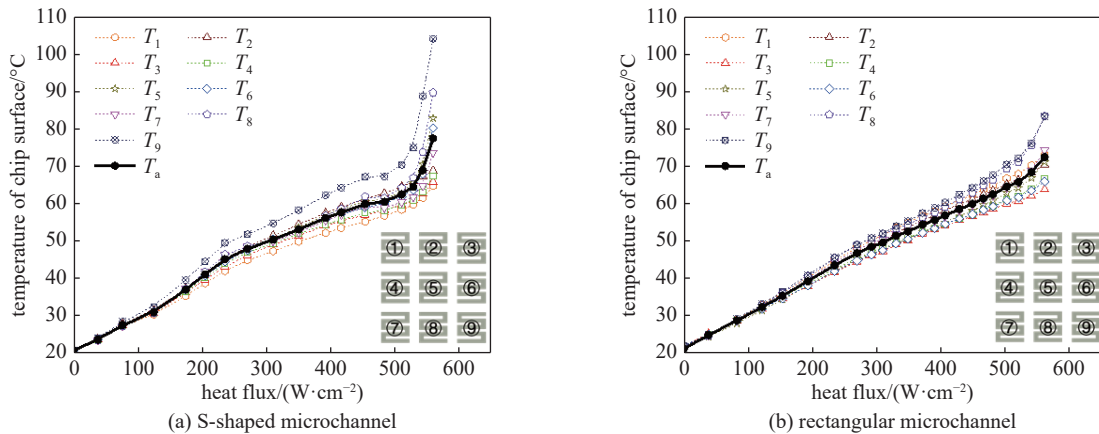 temperature of chip surface/°C
110
100
90
80
70
60
50
40
30
20
T1 T2
T3 T4
T5 T6
T7 T8
T9
Ta
① ② ③
④ ⑤ ⑥
⑦ ⑧ ⑨
0 100 200 300 400 500 600
heat flux/(W·cm⁻²)
(a) S-shaped microchannel
temperature of chip surface/°C
110
100
90
80
70
60
50
40
30
20
T1 T2
T3 T4
T5 T6
T7 T8
T9
Ta
① ② ③
④ ⑤ ⑥
⑦ ⑧ ⑨
0 100 200 300 400 500 600
heat flux/(W·cm⁻²)
(b) rectangular microchannel